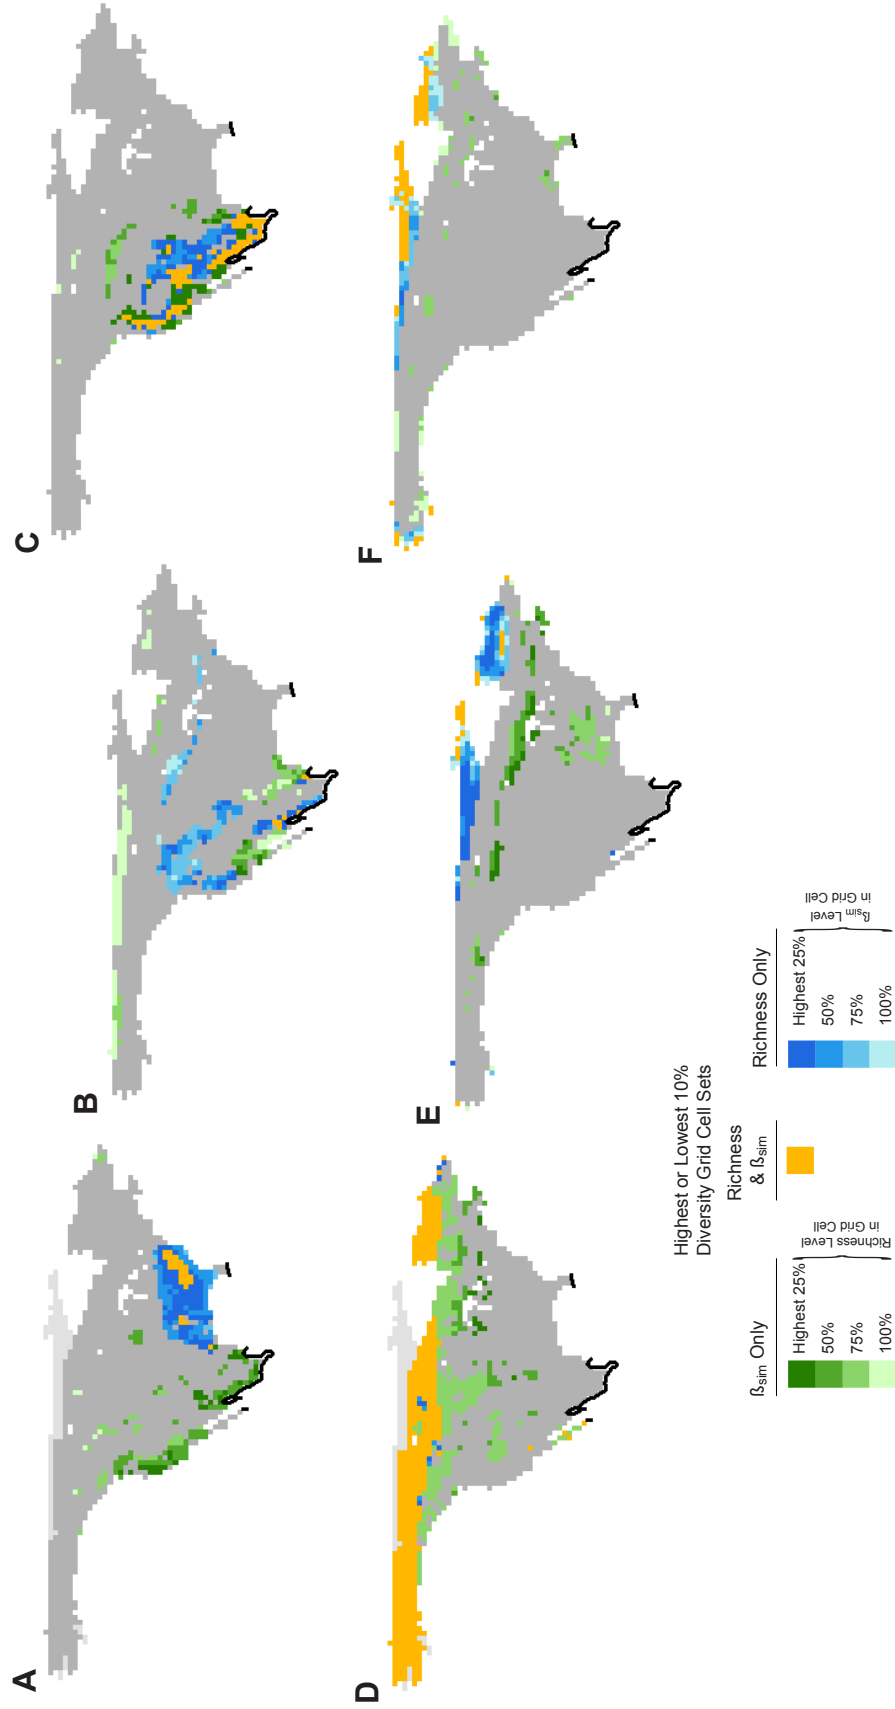 A
B
C
D
E
F
Highest or Lowest 10%
Diversity Grid Cell Sets
ßsim Only
Richness
& ßsim
Richness Only
Highest 25%
50%
75%
100%
Richness Level
in Grid Cell
Highest 25%
50%
75%
100%
ßsim Level
in Grid Cell